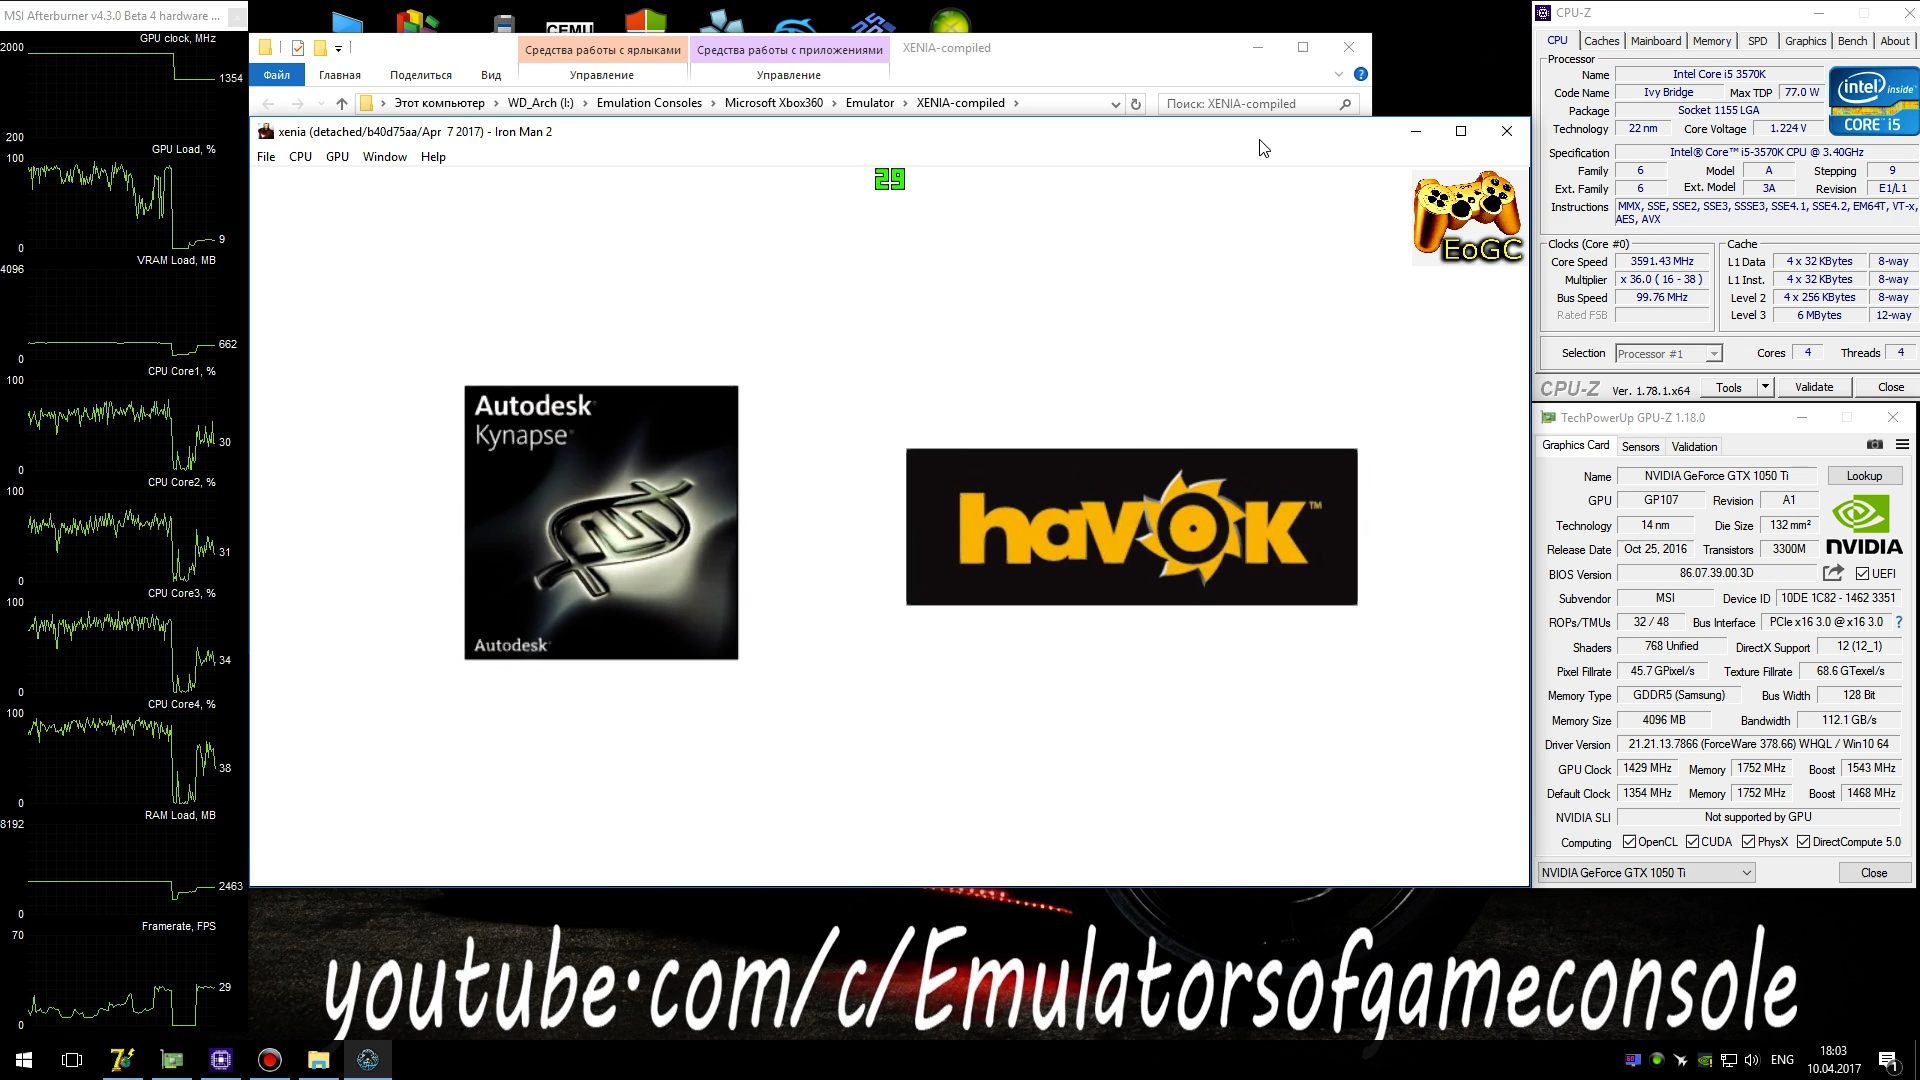 MSI Afterburner v4.3.0 Beta 4 hardware ...
GPU clock, MHz
2000
1354
200
GPU Load, %
100
9
0
VRAM Load, MB
4096
662
0
CPU Core1, %
100
30
0
CPU Core2, %
100
31
0
CPU Core3, %
100
34
0
CPU Core4, %
100
38
0
RAM Load, MB
8192
2463
0
Framerate, FPS
70
29
0
CEMU
Средства работы с ярлыками
Средства работы с приложениями
XENIA-compiled
Файл
Главная
Поделиться
Вид
Управление
Управление
Этот компьютер > WD_Arch (I:) > Emulation Consoles > Microsoft Xbox360 > Emulator > XENIA-compiled >
Поиск: XENIA-compiled
xenia (detached/b40d75aa/Apr 7 2017) - Iron Man 2
File CPU GPU Window Help
29
EoGC
Autodesk
Kynapse
Autodesk
havok™
youtube.com/c/Emulatorsofgameconsole
CPU-Z
CPU Caches Mainboard Memory SPD Graphics Bench About
Processor
Name Intel Core i5 3570K
Code Name Ivy Bridge Max TDP 77.0 W
Package Socket 1155 LGA
Technology 22 nm Core Voltage 1.224 V
intel inside™
CORE i5
Specification Intel® Core™ i5-3570K CPU @ 3.40GHz
Family 6 Model A Stepping 9
Ext. Family 6 Ext. Model 3A Revision E1/L1
Instructions MMX, SSE, SSE2, SSE3, SSSE3, SSE4.1, SSE4.2, EM64T, VT-x,
AES, AVX
Clocks (Core #0)
Core Speed 3591.43 MHz
Multiplier x 36.0 ( 16 - 38 )
Bus Speed 99.76 MHz
Rated FSB
Cache
L1 Data 4 x 32 KBytes 8-way
L1 Inst. 4 x 32 KBytes 8-way
Level 2 4 x 256 KBytes 8-way
Level 3 6 MBytes 12-way
Selection Processor #1 Cores 4 Threads 4
CPU-Z Ver. 1.78.1.x64 Tools Validate Close
TechPowerUp GPU-Z 1.18.0
Graphics Card Sensors Validation
Name NVIDIA GeForce GTX 1050 Ti Lookup
GPU GP107 Revision A1
Technology 14 nm Die Size 132 mm²
Release Date Oct 25, 2016 Transistors 3300M
NVIDIA
BIOS Version 86.07.39.00.3D UEFI
Subvendor MSI Device ID 10DE 1C82 - 1462 3351
ROPs/TMUs 32 / 48 Bus Interface PCIe x16 3.0 @ x16 3.0 ?
Shaders 768 Unified DirectX Support 12 (12_1)
Pixel Fillrate 45.7 GPixel/s Texture Fillrate 68.6 GTexel/s
Memory Type GDDR5 (Samsung) Bus Width 128 Bit
Memory Size 4096 MB Bandwidth 112.1 GB/s
Driver Version 21.21.13.7866 (ForceWare 378.66) WHQL / Win10 64
GPU Clock 1429 MHz Memory 1752 MHz Boost 1543 MHz
Default Clock 1354 MHz Memory 1752 MHz Boost 1468 MHz
NVIDIA SLI Not supported by GPU
Computing OpenCL CUDA PhysX DirectCompute 5.0
NVIDIA GeForce GTX 1050 Ti Close
ENG
18:03
10.04.2017
1